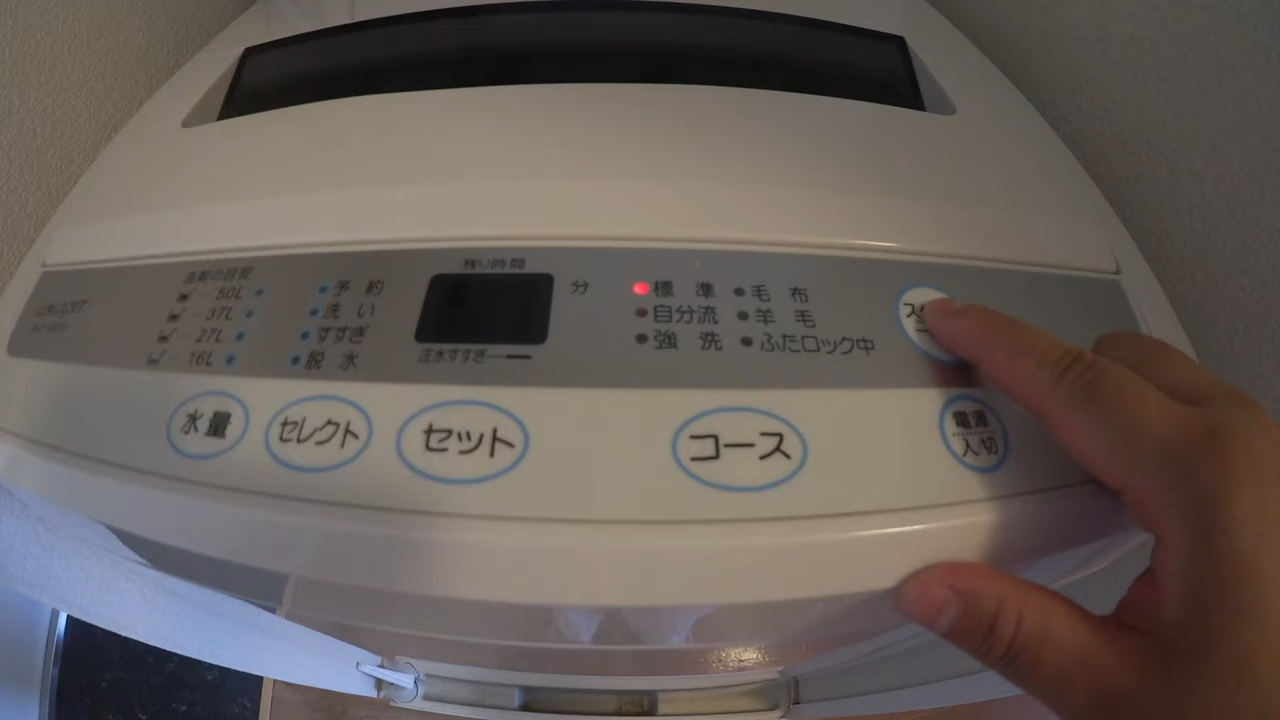 残り時間
洗剤の目安
50L
37L
27L
16L
予約
洗い
すすぎ
脱水
分
注水すすぎ
標準
自分流
強洗
毛布
羊毛
ふたロック中
水量
セレクト
セット
コース
電源
入/切